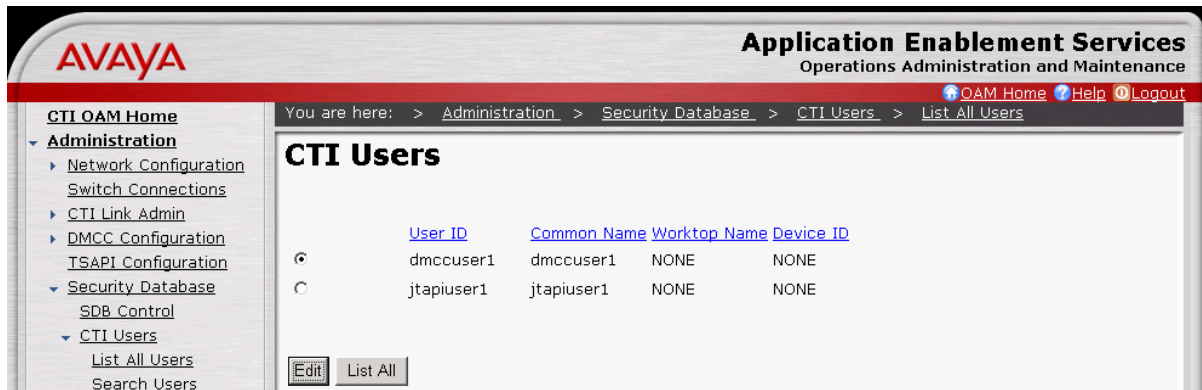 AVAYA
Application Enablement Services
Operations Administration and Maintenance
OAM Home Help Logout
CTI OAM Home
You are here: > Administration > Security Database > CTI Users > List All Users
Administration
Network Configuration
Switch Connections
CTI Link Admin
DMCC Configuration
TSAPI Configuration
Security Database
SDB Control
CTI Users
List All Users
Search Users
CTI Users
User ID Common Name Worktop Name Device ID
dmccuser1 dmccuser1 NONE NONE
jtapiuser1 jtapiuser1 NONE NONE
Edit List All